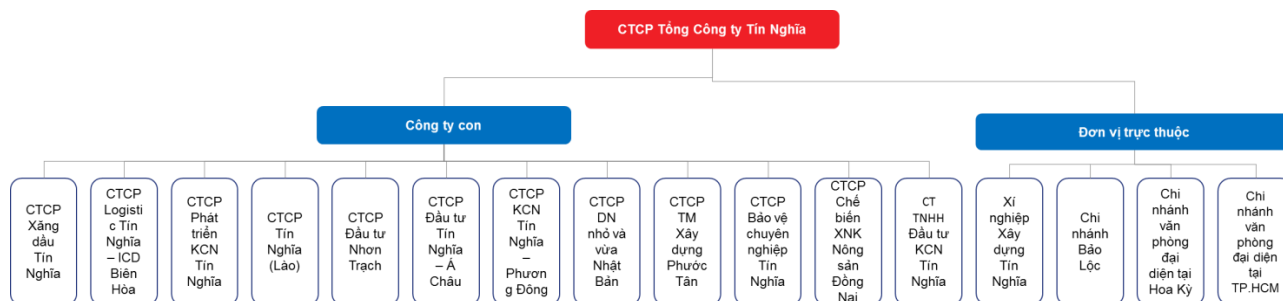 CTCP Tổng Công ty Tín Nghĩa
Công ty con
Đơn vị trực thuộc
CTCP
Xăng
dầu
Tín
Nghĩa
CTCP
Logisti
c Tín
Nghĩa
– ICD
Biên
Hòa
CTCP
Phát
triển
KCN
Tín
Nghĩa
CTCP
Tín
Nghĩa
(Lào)
CTCP
Đầu tư
Nhơn
Trạch
CTCP
Đầu tư
Tín
Nghĩa
– Á
Châu
CTCP
KCN
Tín
Nghĩa
–
Phươn
g Đông
CTCP
DN
nhỏ và
vừa
Nhật
Bản
CTCP
TM
Xây
dựng
Phước
Tân
CTCP
Bảo vệ
chuyên
nghiệp
Tín
Nghĩa
CTCP
Chế
biến
XNK
Nông
sản
Đồng
Nai
CT
TNHH
Đầu tư
KCN
Tín
Nghĩa
Xí
nghiệp
Xây
dựng
Tín
Nghĩa
Chi
nhánh
Bảo
Lộc
Chi
nhánh văn
phòng
đại
diện tại
Hoa Kỳ
Chi
nhánh văn
phòng
đại diện
tại
TP.HCM